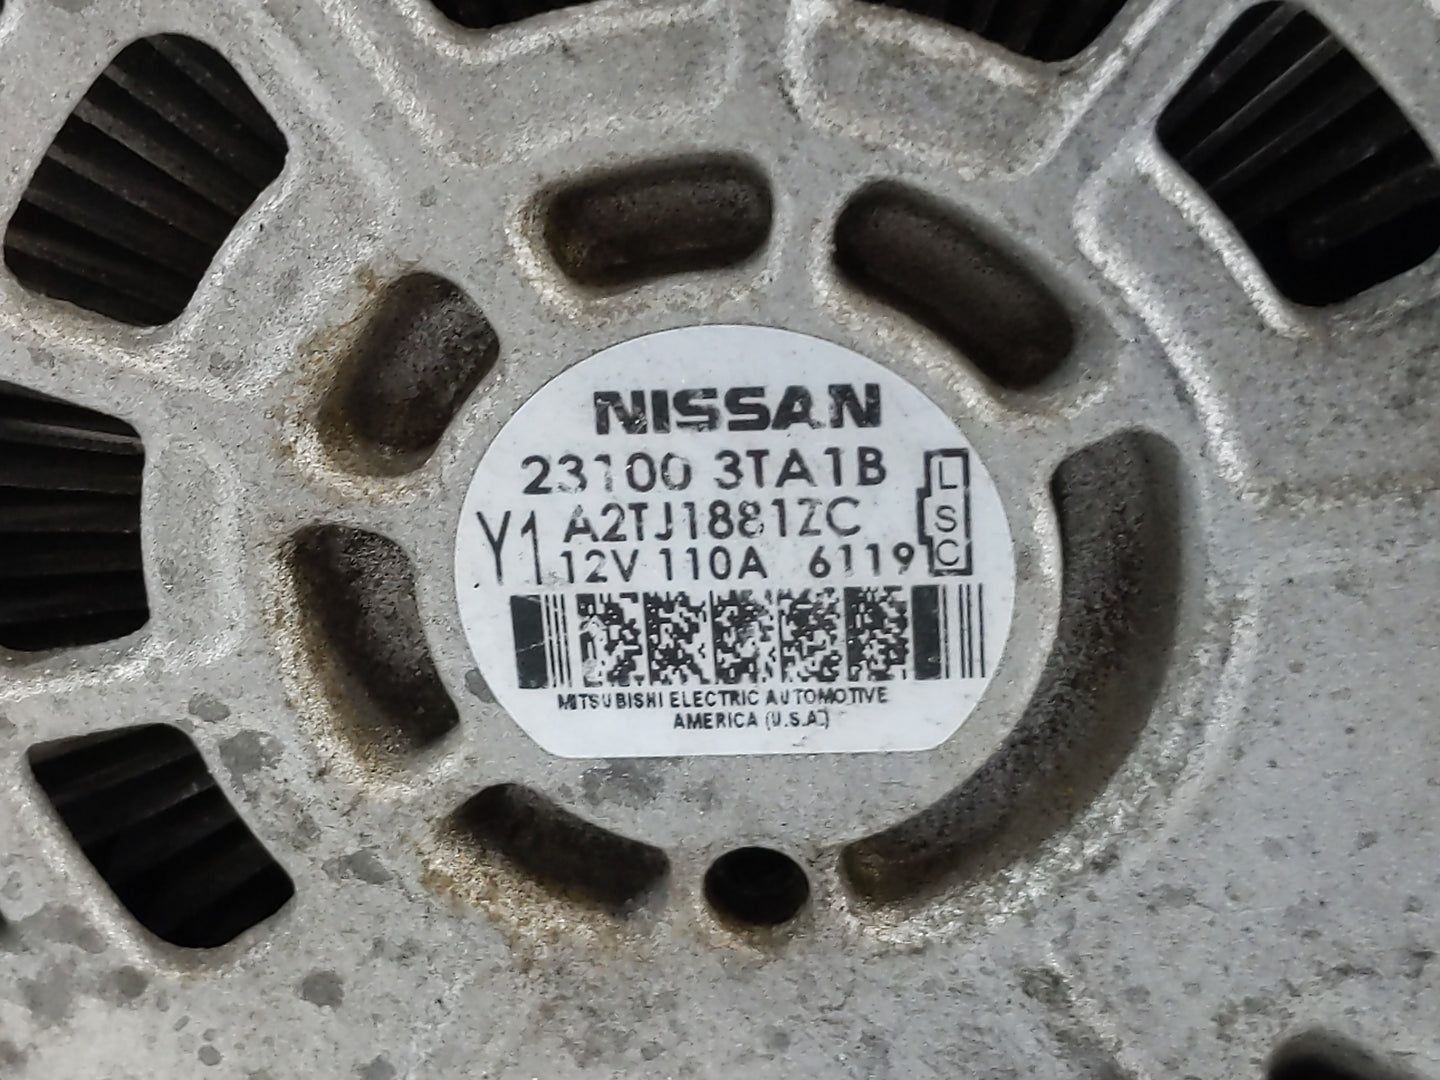 NISSAN
23100 3TA1B
Y1 A2TJ1881ZC
12V 110A 6119
L
S
C
MITSUBISHI ELECTRIC AUTOMOTIVE
AMERICA (U.S.A.)